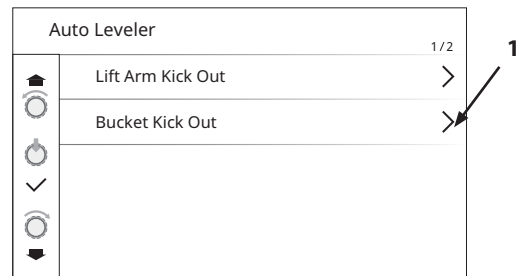 Auto Leveler
1/2
1
Lift Arm Kick Out
Bucket Kick Out